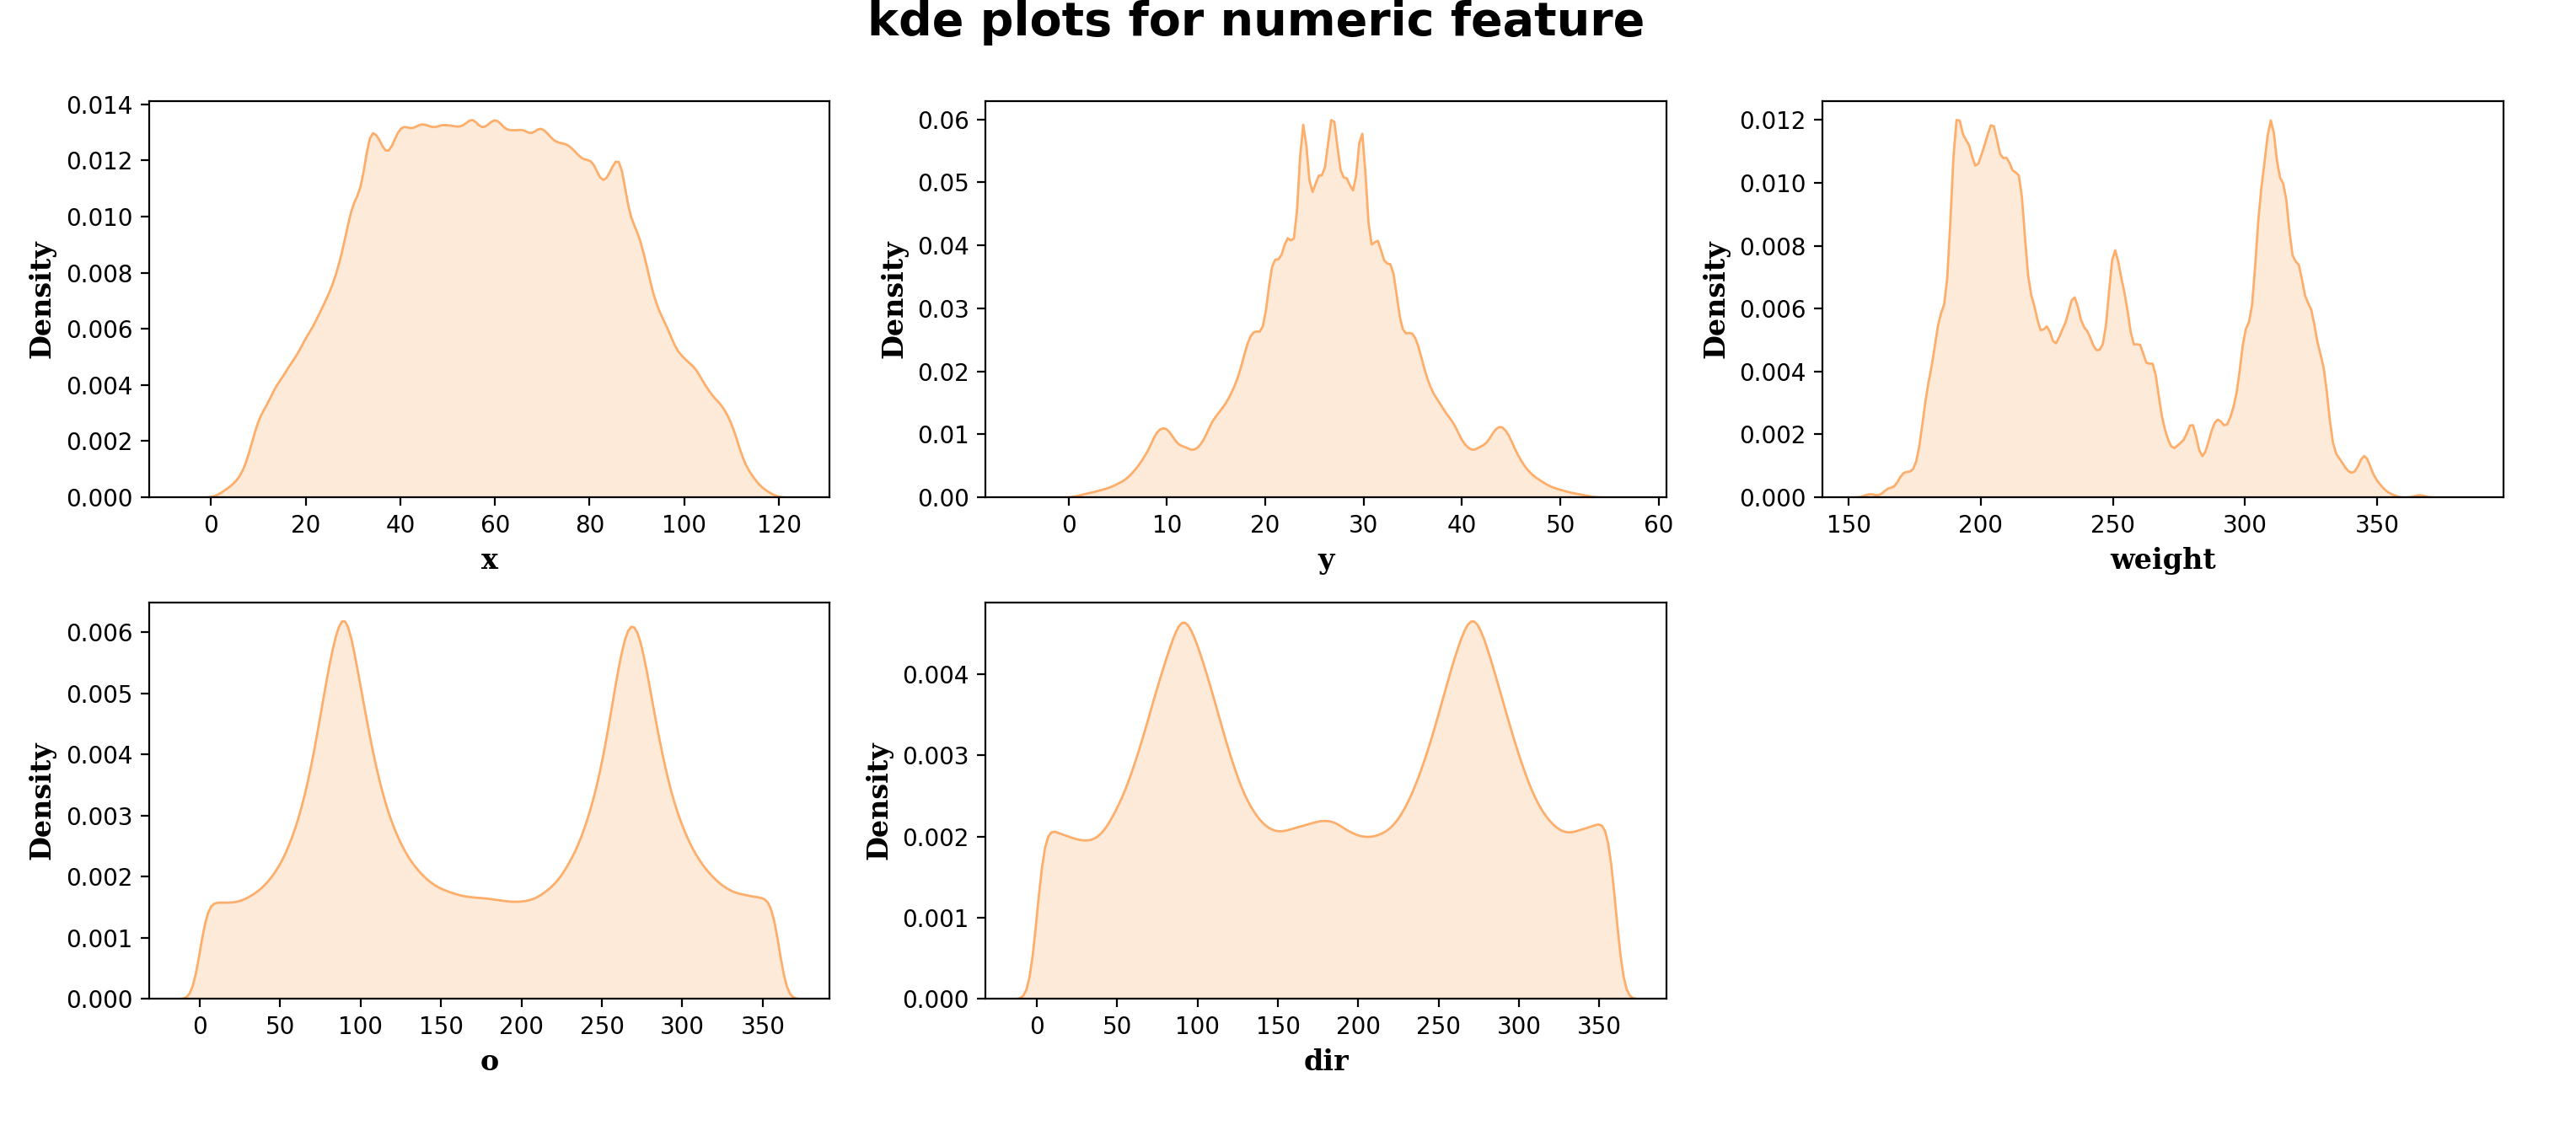 kde plots for numeric feature
0.014
0.012
0.010
0.008
0.006
0.004
0.002
0.000
Density
0 20 40 60 80 100 120
x
0.06
0.05
0.04
0.03
0.02
0.01
0.00
Density
0 10 20 30 40 50 60
y
0.012
0.010
0.008
0.006
0.004
0.002
0.000
Density
150 200 250 300 350
weight
0.006
0.005
0.004
0.003
0.002
0.001
0.000
Density
0 50 100 150 200 250 300 350
o
0.004
0.003
0.002
0.001
0.000
Density
0 50 100 150 200 250 300 350
dir